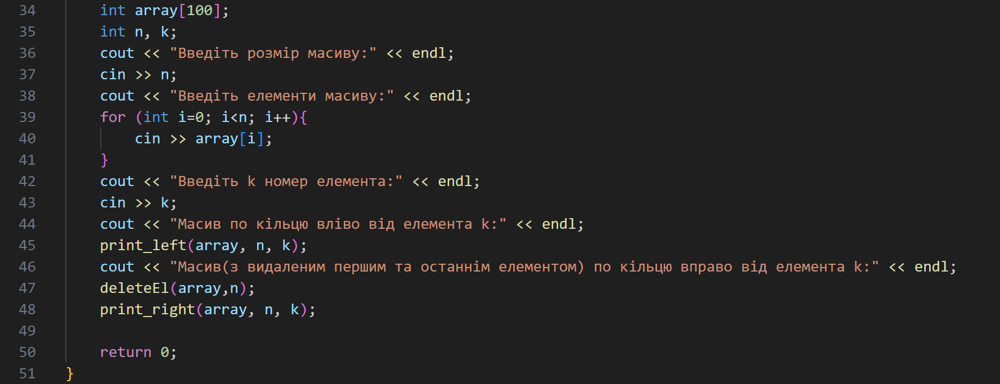 34 int array[100];
35 int n, k;
36 cout << "Введіть розмір масиву:" << endl;
37 cin >> n;
38 cout << "Введіть елементи масиву:" << endl;
39 for (int i=0; i<n; i++){
40 cin >> array[i];
41 }
42 cout << "Введіть k номер елемента:" << endl;
43 cin >> k;
44 cout << "Масив по кільцю вліво від елемента k:" << endl;
45 print_left(array, n, k);
46 cout << "Масив(з видаленим першим та останнім елементом) по кільцю вправо від елемента k:" << endl;
47 deleteEl(array,n);
48 print_right(array, n, k);
49
50 return 0;
51 }